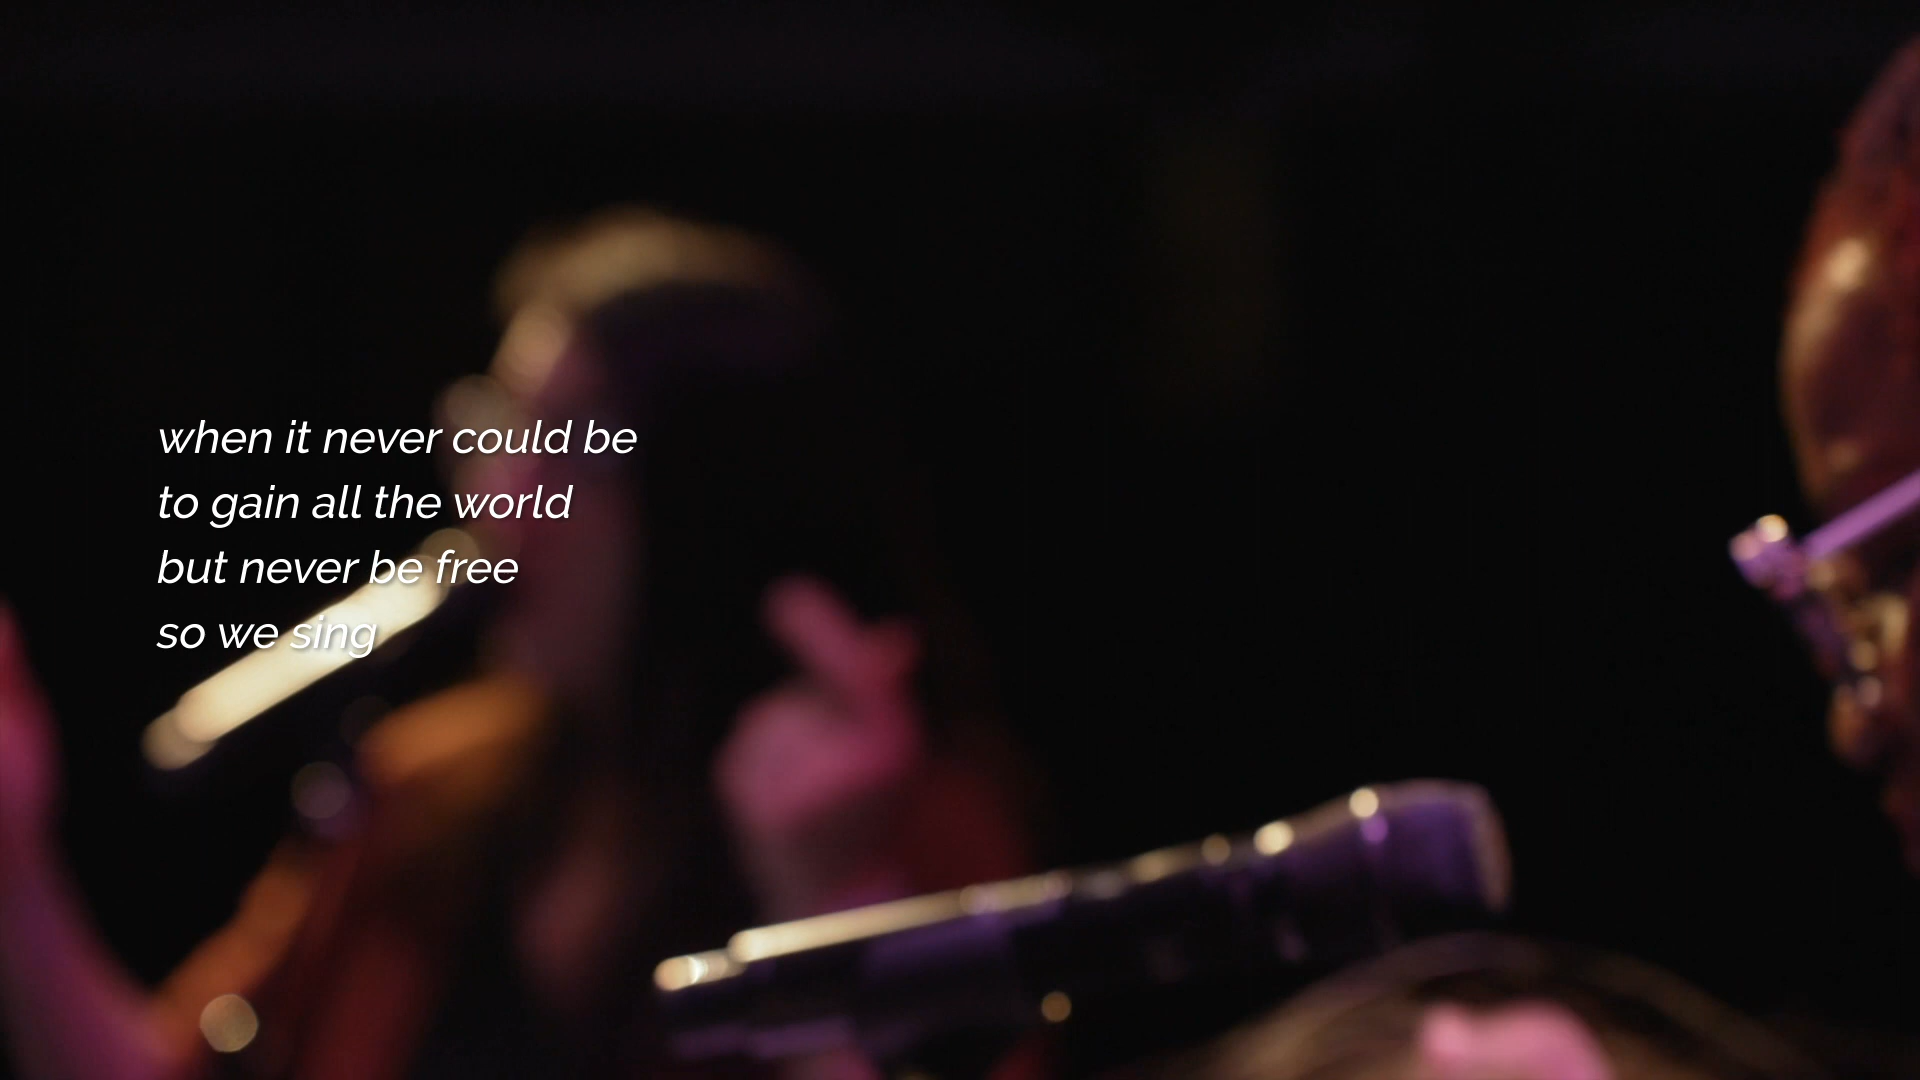 when it never could be
to gain all the world
but never be free
so we sing